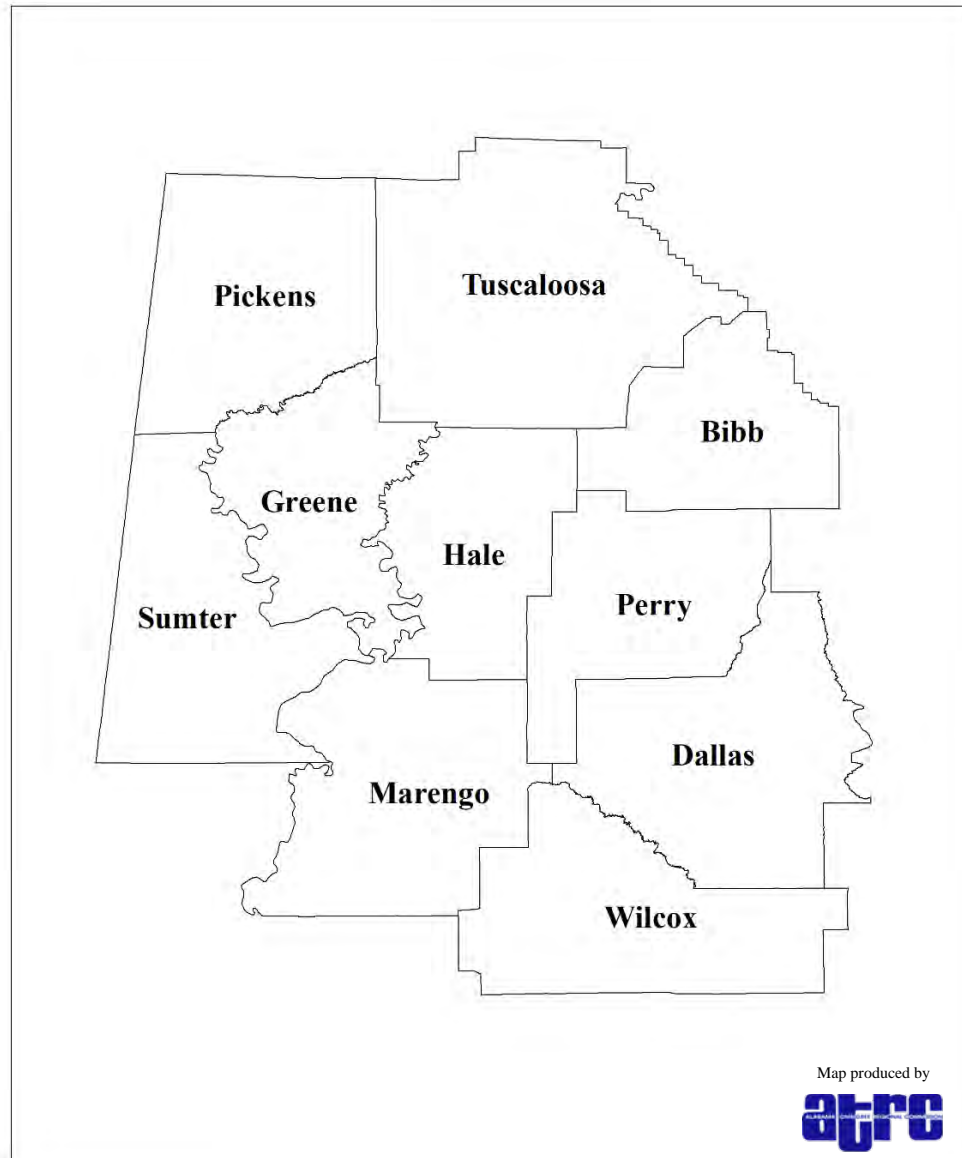 Tuscaloosa
Pickens
Bibb
Greene
Hale
Perry
Sumter
Dallas
Marengo
Wilcox
Map produced by
atrc